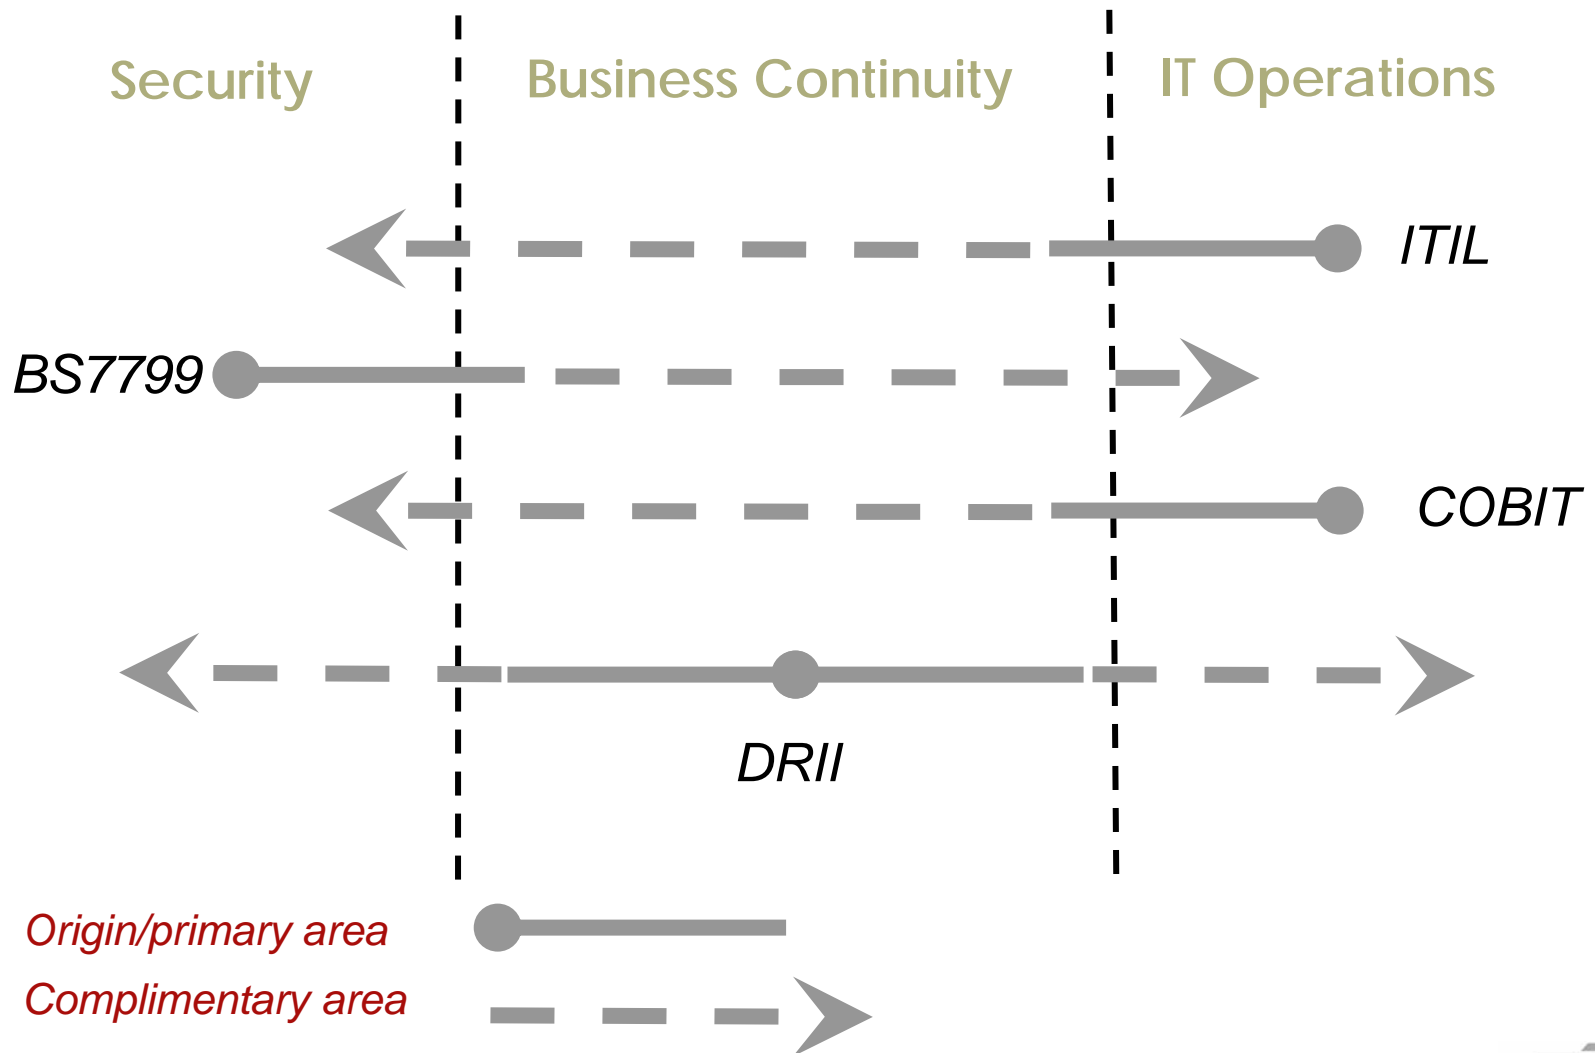 Security
Business Continuity
IT Operations
ITIL
BS7799
COBIT
DRII
Origin/primary area
Complimentary area